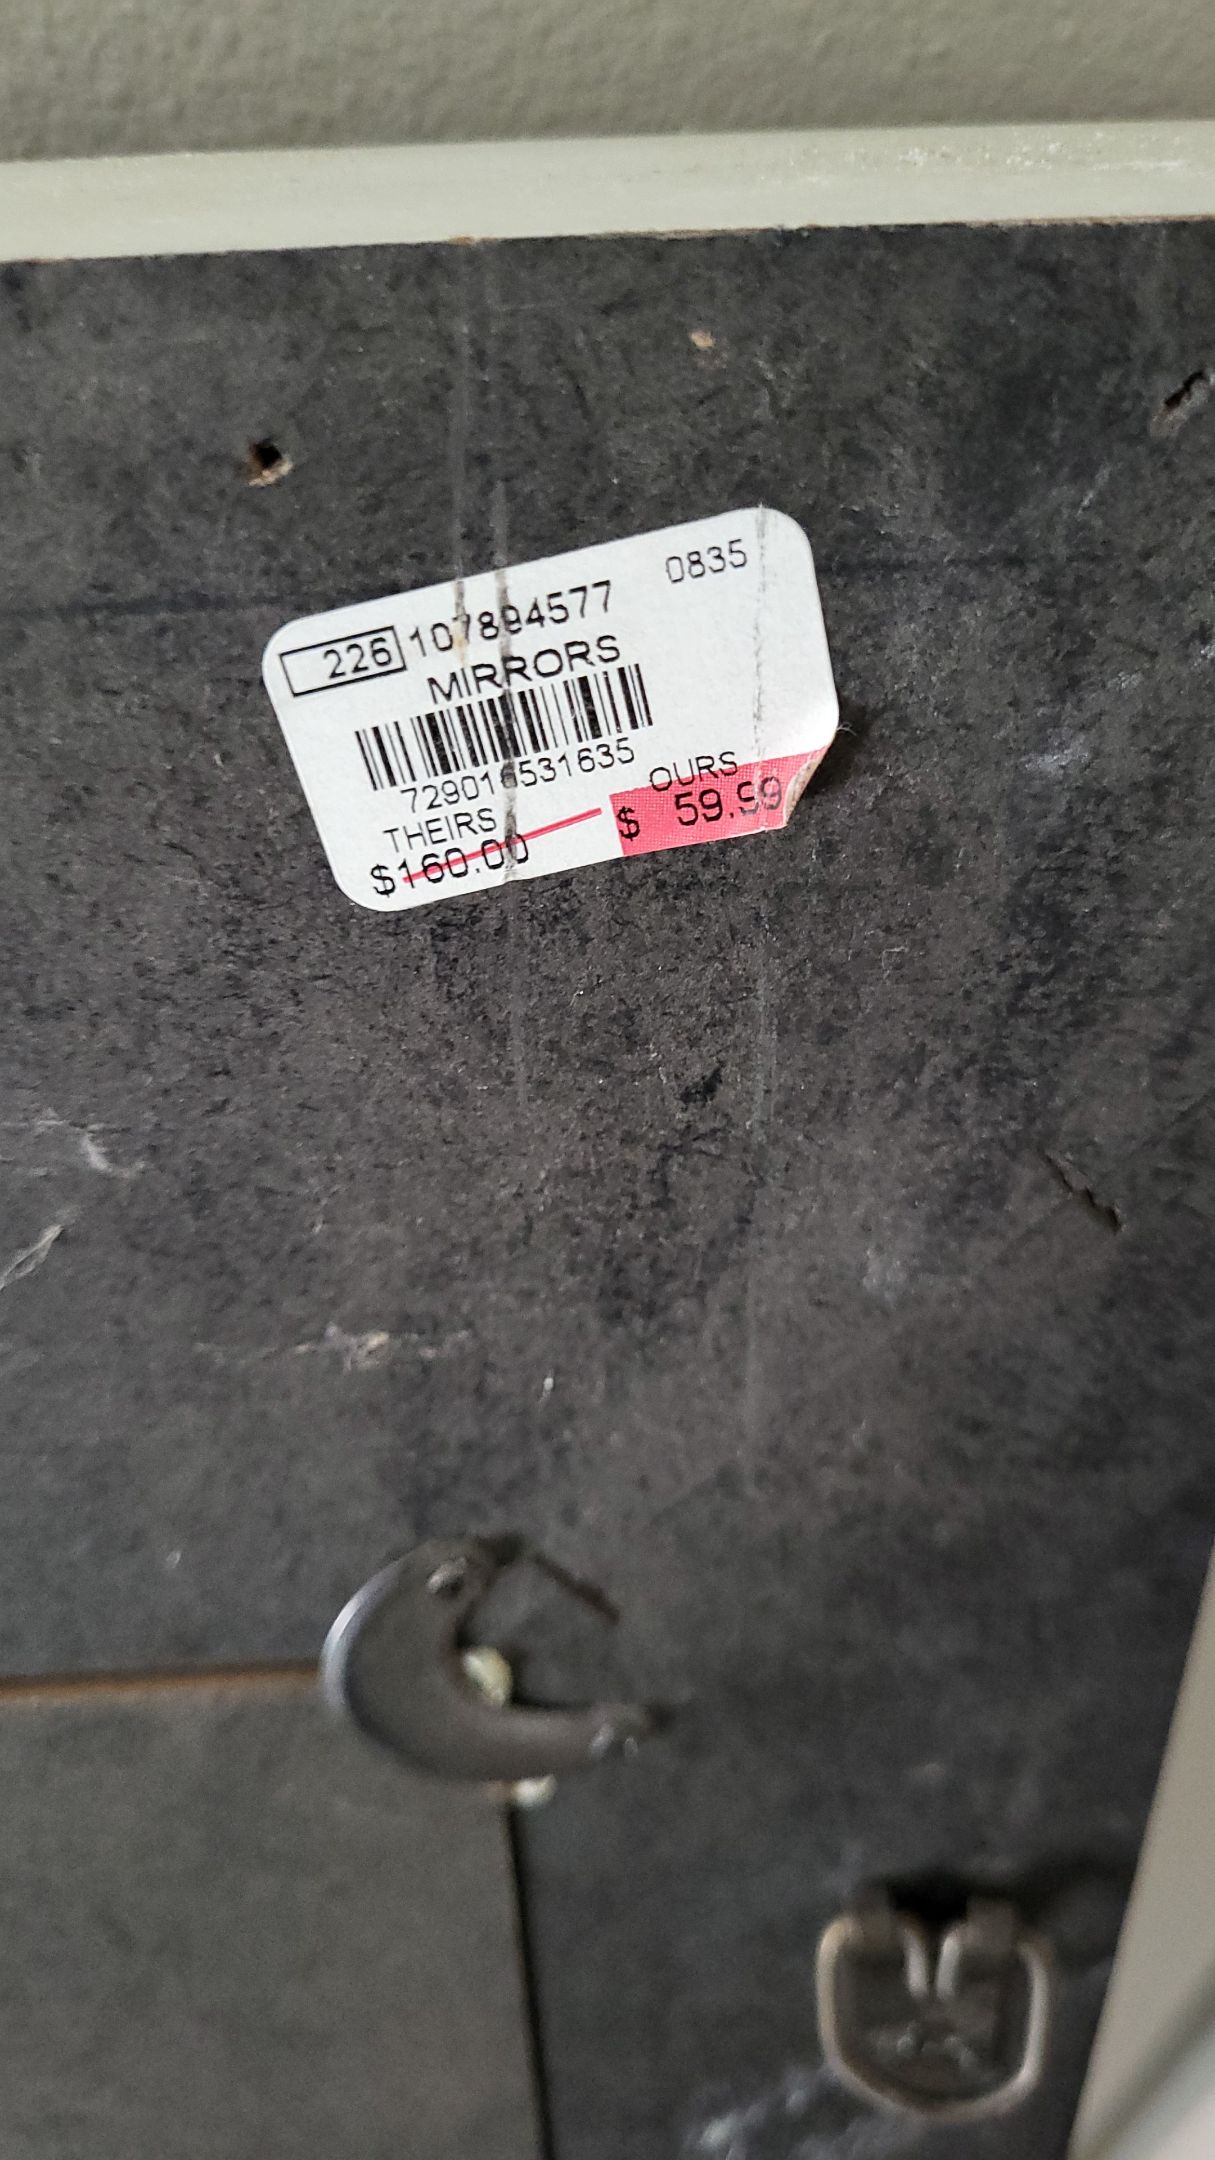 0835
226 107894577
MIRRORS
729016531635
THEIRS
$160.00
OURS
$ 59.99